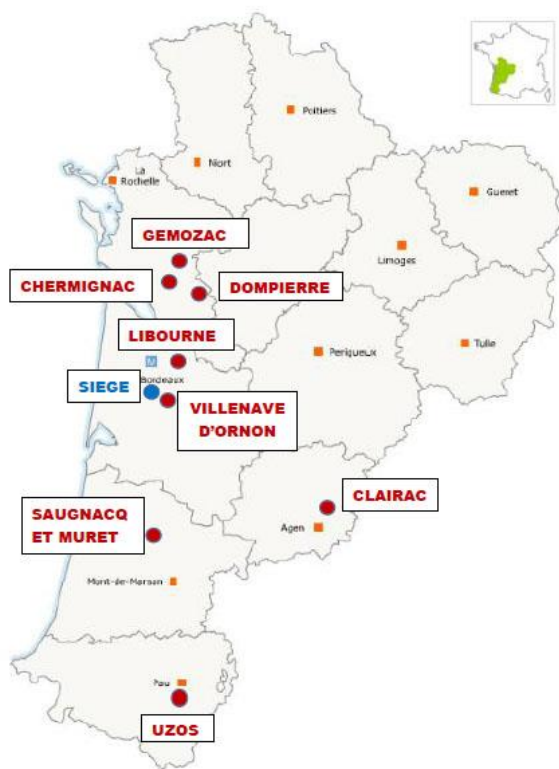 Poitiers
Niort
La
Rochelle
Gueret
GEMOZAC
Limoges
CHERMIGNAC
DOMPIERRE
LIBOURNE
Perigueux
Tulle
SIEGE
Bordeaux
VILLENAVE
D'ORNON
CLAIRAC
SAUGNACQ
ET MURET
Agen
Mont-de-Marsan
Pau
UZOS